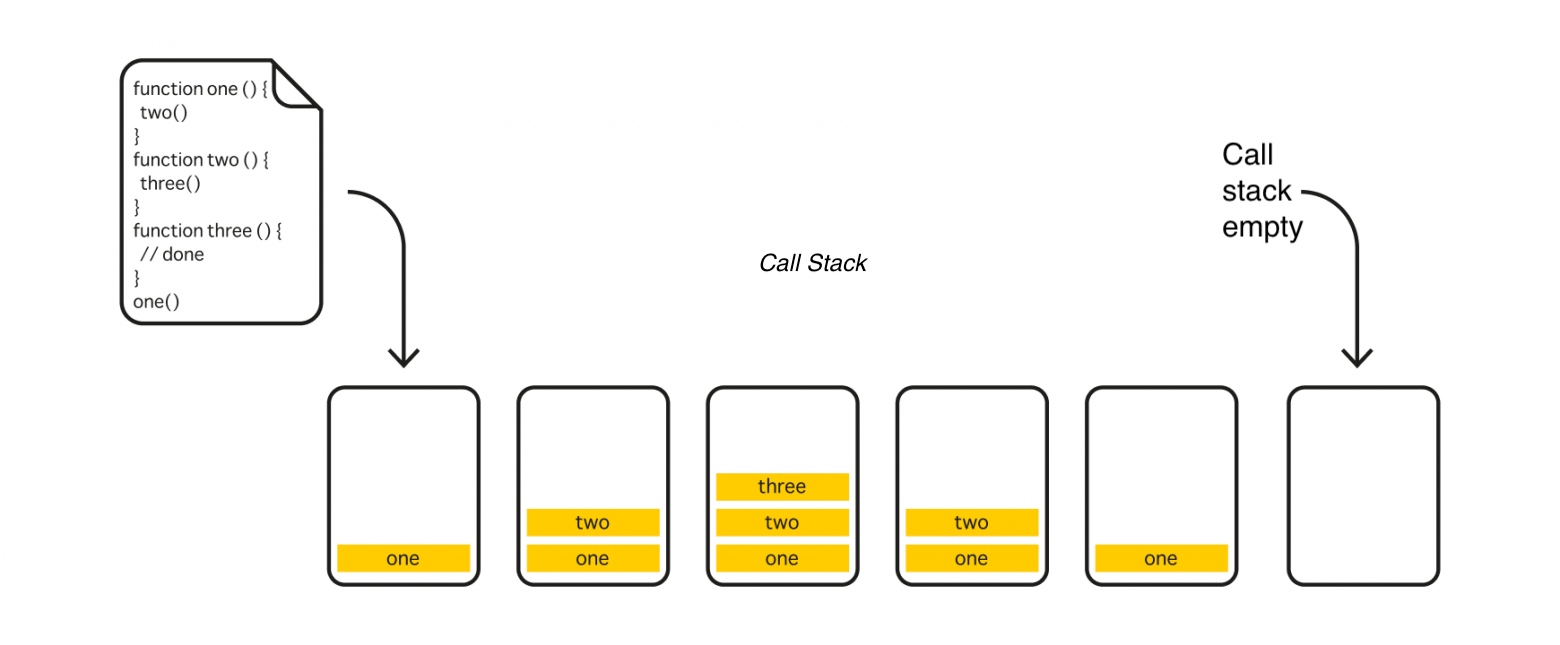 function one () {
two()
}
function two () {
three()
}
function three () {
// done
}
one()
Call
stack
empty
Call Stack
one
two
one
three
two
one
two
one
one